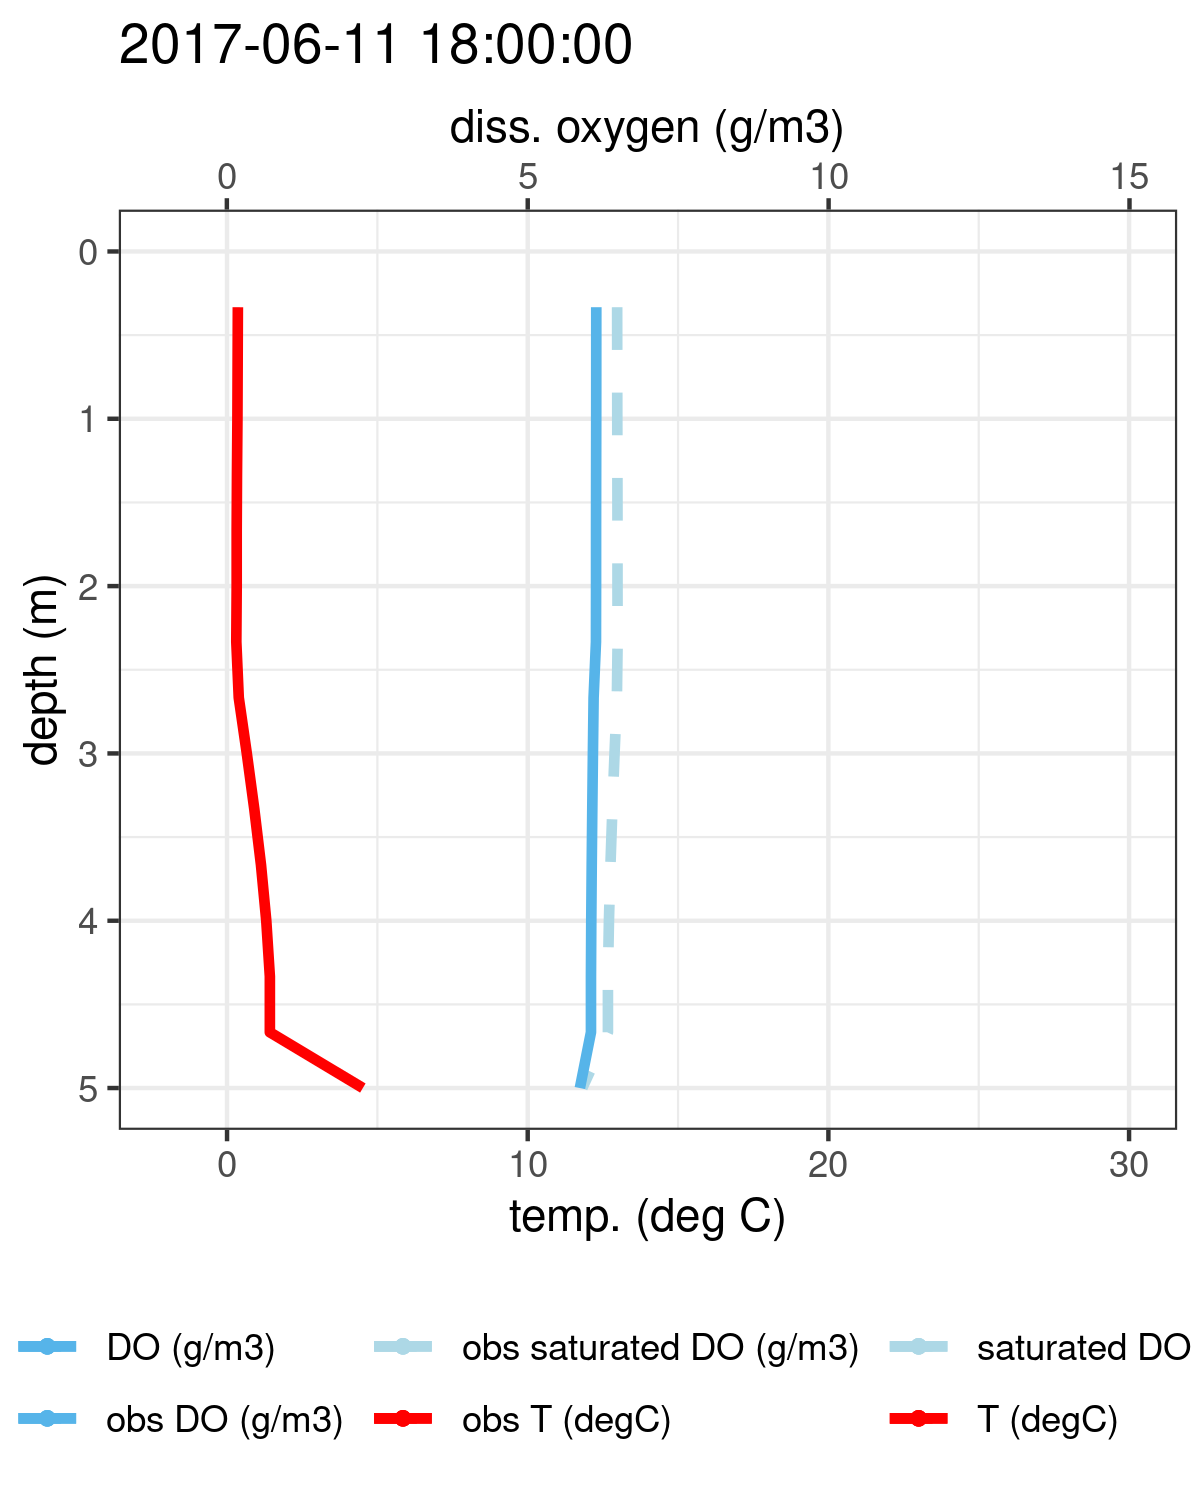 2017-06-11 18:00:00
diss. oxygen (g/m3)
0 5 10 15
depth (m)
0
1
2
3
4
5
0 10 20 30
temp. (deg C)
DO (g/m3) obs saturated DO (g/m3) saturated DO
obs DO (g/m3) obs T (degC) T (degC)